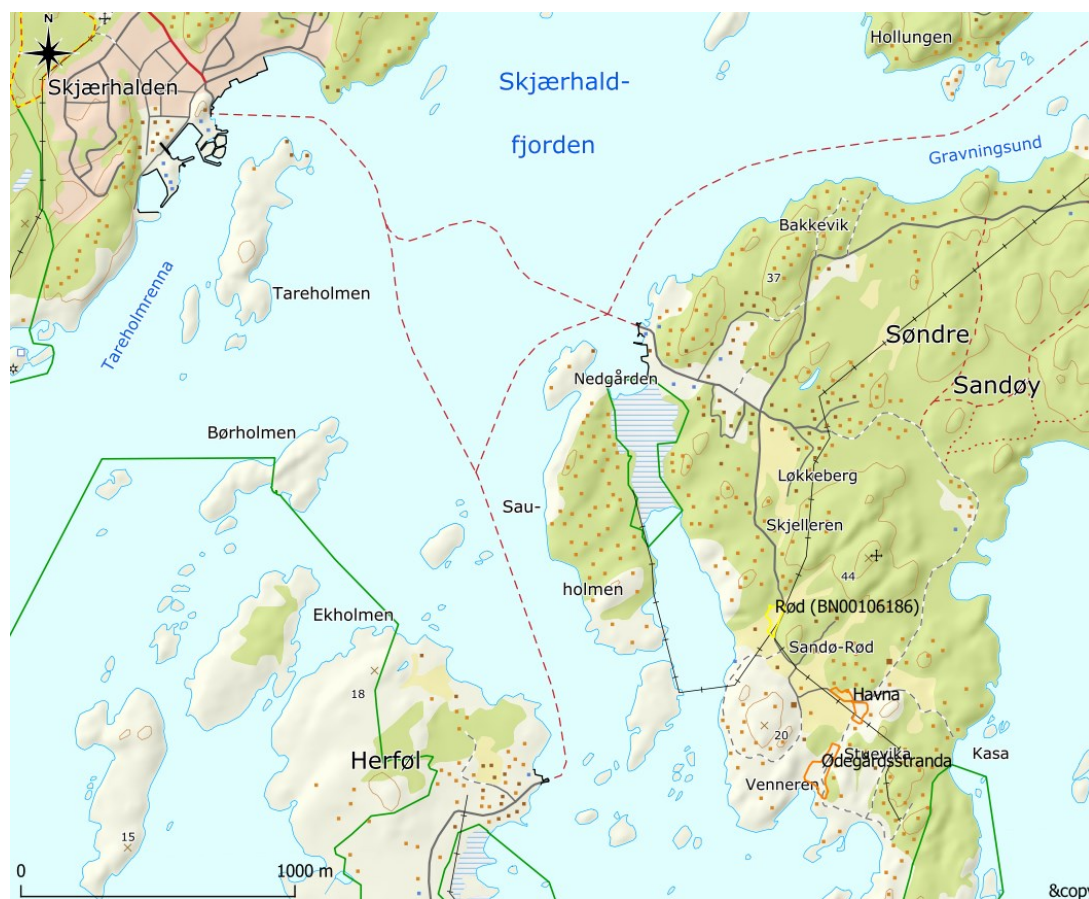 N
Hollungen
Skjærhalden
Skjærhald-
fjorden
Gravningsund
Bakkevik
37
Tareholmen
Tareholmrenna
Søndre
Sandøy
Nedgården
Børholmen
Løkkeberg
Sau-
Skjelleren
44
holmen
Ekholmen
Rød (BN00106186)
Sandø-Rød
18
Havna
20
Stuevika
Kasa
Herføl
Ødegårdsstranda
Venneren
15
0
1000 m
&copy